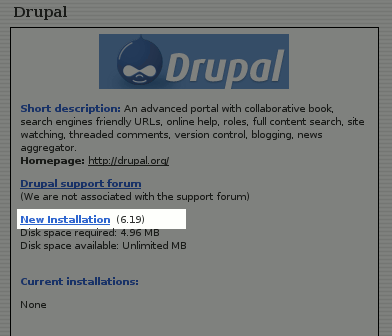 Drupal
Drupal
Short description: An advanced portal with collaborative book,
search engines friendly URLs, online help, roles, full content search, site
watching, threaded comments, version control, blogging, news
aggregator.
Homepage: http://drupal.org/
Drupal support forum
(We are not associated with the support forum)
New Installation (6.19)
Disk space required: 4.96 MB
Disk space available: Unlimited MB
Current installations:
None